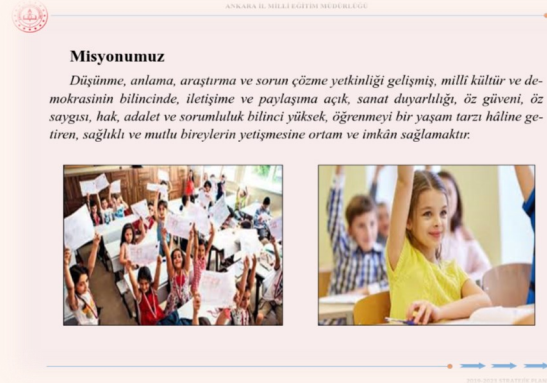 ANKARA İL MİLLİ EĞİTİM MÜDÜRLÜĞÜ
Misyonumuz
Düşünme, anlama, araştırma ve sorun çözme yetkinliği gelişmiş, millî kültür ve de-
mokrasinin bilincinde, iletişime ve paylaşıma açık, sanat duyarlılığı, öz güveni, öz
saygısı, hak, adalet ve sorumluluk bilinci yüksek, öğrenmeyi bir yaşam tarzı hâline ge-
tiren, sağlıklı ve mutlu bireylerin yetişmesine ortam ve imkân sağlamaktır.